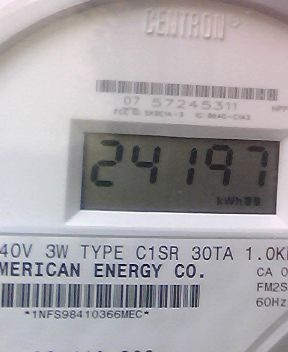 CENTRON
07 57245311
24197
kWh
40V 3W TYPE C1SR 30TA 1.0K
MERICAN ENERGY CO.
CA 0
FM2S
60Hz
*1NFS98410366MEC*